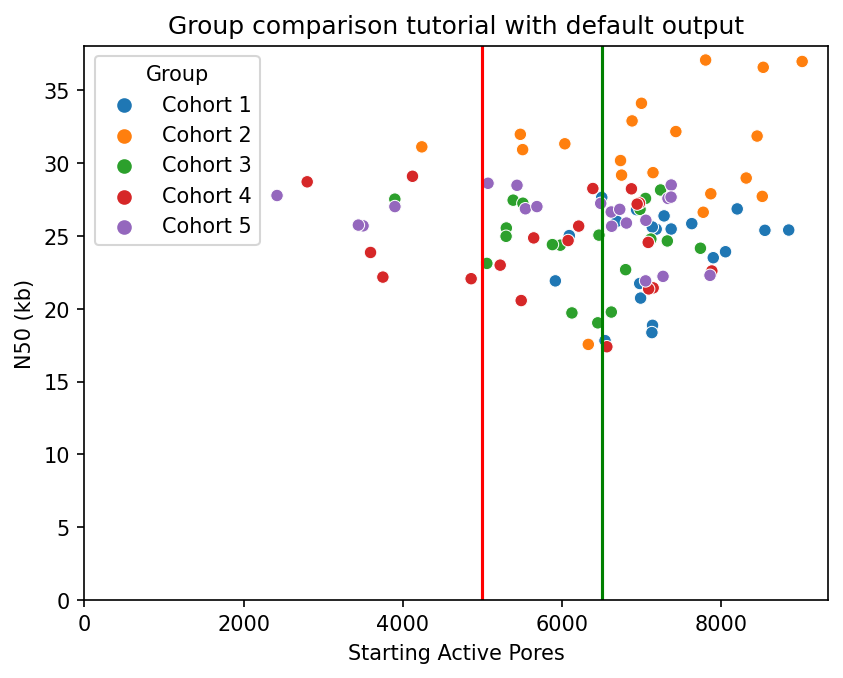 Group comparison tutorial with default output
Group
Cohort 1
Cohort 2
Cohort 3
Cohort 4
Cohort 5
35
30
25
20
15
10
5
0
N50 (kb)
0 2000 4000 6000 8000
Starting Active Pores